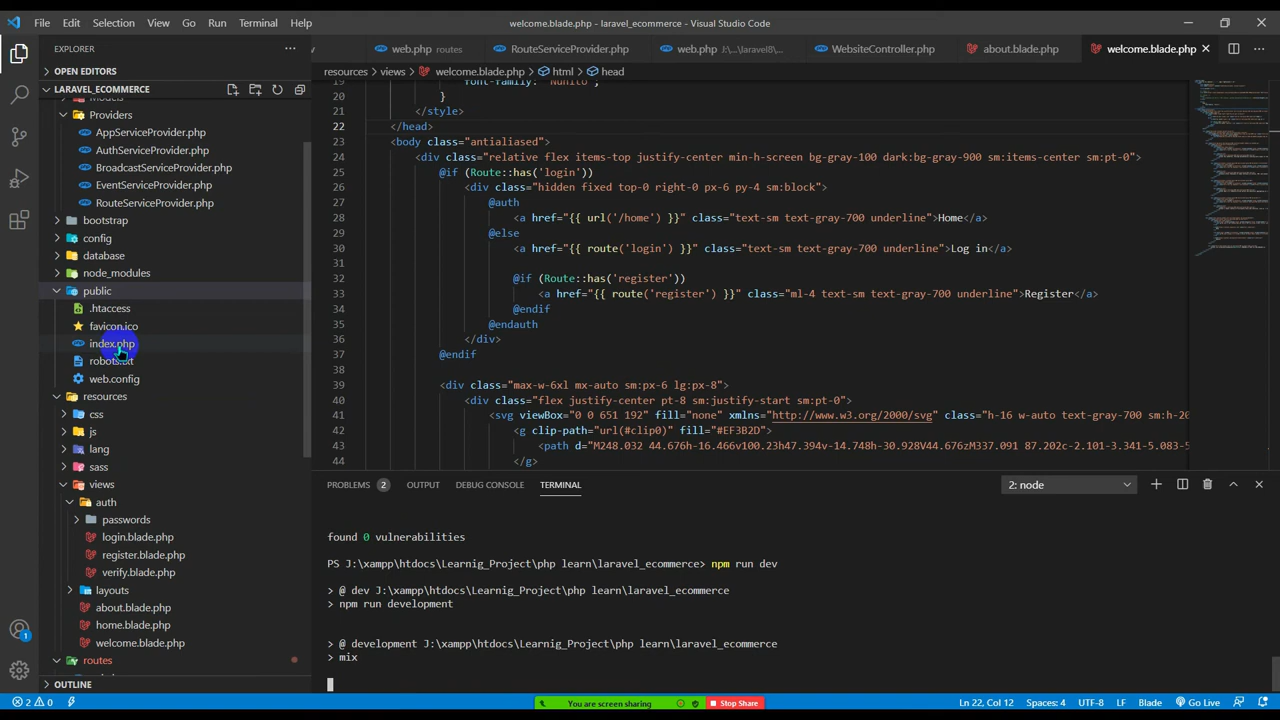 File Edit Selection View Go Run Terminal Help
welcome.blade.php - laravel_ecommerce - Visual Studio Code
EXPLORER
web.php routes
RouteServiceProvider.php
web.php J:\...\laravel8\...
WebsiteController.php
about.blade.php
welcome.blade.php
OPEN EDITORS
LARAVEL_ECOMMERCE
Models
Providers
AppServiceProvider.php
AuthServiceProvider.php
BroadcastServiceProvider.php
EventServiceProvider.php
RouteServiceProvider.php
bootstrap
config
database
node_modules
public
.htaccess
favicon.ico
index.php
robots.txt
web.config
resources
css
js
lang
sass
views
auth
passwords
login.blade.php
register.blade.php
verify.blade.php
layouts
about.blade.php
home.blade.php
welcome.blade.php
routes
OUTLINE
resources > views > welcome.blade.php > html > head
19 font-family: 'Nunito';
20 }
21 </style>
22 </head>
23 <body class="antialiased">
24 <div class="relative flex items-top justify-center min-h-screen bg-gray-100 dark:bg-gray-900 sm:items-center sm:pt-0">
25 @if (Route::has('login'))
26 <div class="hidden fixed top-0 right-0 px-6 py-4 sm:block">
27 @auth
28 <a href="{{ url('/home') }}" class="text-sm text-gray-700 underline">Home</a>
29 @else
30 <a href="{{ route('login') }}" class="text-sm text-gray-700 underline">Log in</a>
31
32 @if (Route::has('register'))
33 <a href="{{ route('register') }}" class="ml-4 text-sm text-gray-700 underline">Register</a>
34 @endif
35 @endauth
36 </div>
37 @endif
38
39 <div class="max-w-6xl mx-auto sm:px-6 lg:px-8">
40 <div class="flex justify-center pt-8 sm:justify-start sm:pt-0">
41 <svg viewBox="0 0 651 192" fill="none" xmlns="http://www.w3.org/2000/svg" class="h-16 w-auto text-gray-700 sm:h-20
42 <g clip-path="url(#clip0)" fill="#EF3B2D">
43 <path d="M248.032 44.676h-16.466v100.23h47.394v-14.748h-30.928V44.676zM337.091 87.202c-2.101-3.341-5.083-5
44 </g>
PROBLEMS 2 OUTPUT DEBUG CONSOLE TERMINAL
2: node
found 0 vulnerabilities
PS J:\xampp\htdocs\Learnig_Project\php learn\laravel_ecommerce> npm run dev
> @ dev J:\xampp\htdocs\Learnig_Project\php learn\laravel_ecommerce
> npm run development
> @ development J:\xampp\htdocs\Learnig_Project\php learn\laravel_ecommerce
> mix
1
2 0
You are screen sharing
Stop Share
Ln 22, Col 12 Spaces: 4 UTF-8 LF Blade Go Live